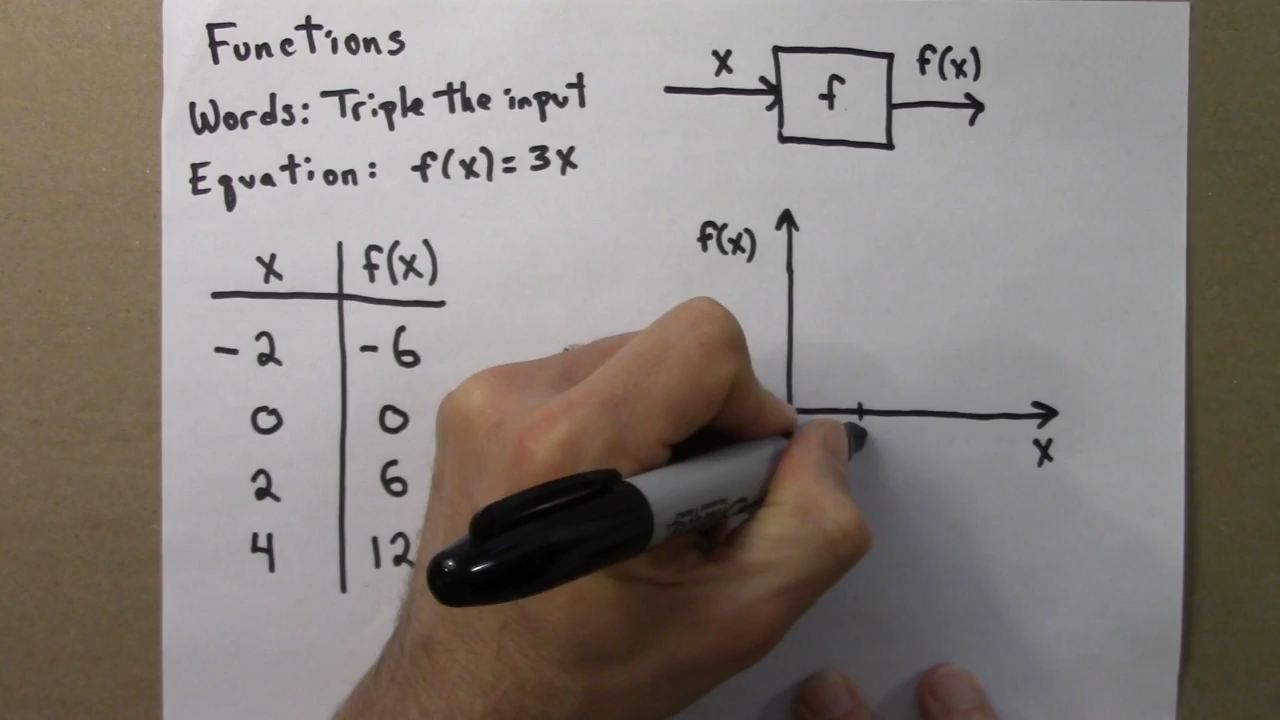 Functions
Words: Triple the input
Equation: f(x) = 3x
x f(x)
-2 -6
0 0
2 6
4 12
x f f(x)
f(x)
x